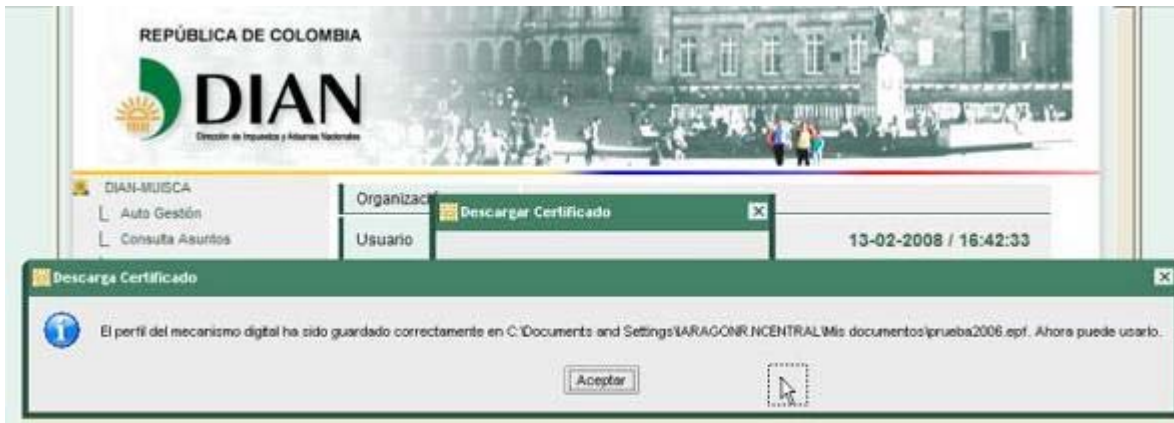 REPÚBLICA DE COLOMBIA
DIAN
Dirección de Impuestos y Aduanas Nacionales
DIAN-MUISCA
Auto Gestión
Consulta Asuntos
Organizaci
Usuario
Descargar Certificado
13-02-2008 / 16:42:33
Descarga Certificado
El perfil del mecanismo digital ha sido guardado correctamente en C:\Documents and Settings\IARAGONR.NCENTRAL\Mis documentos\prueba2006.epf. Ahora puede usarlo.
Aceptar